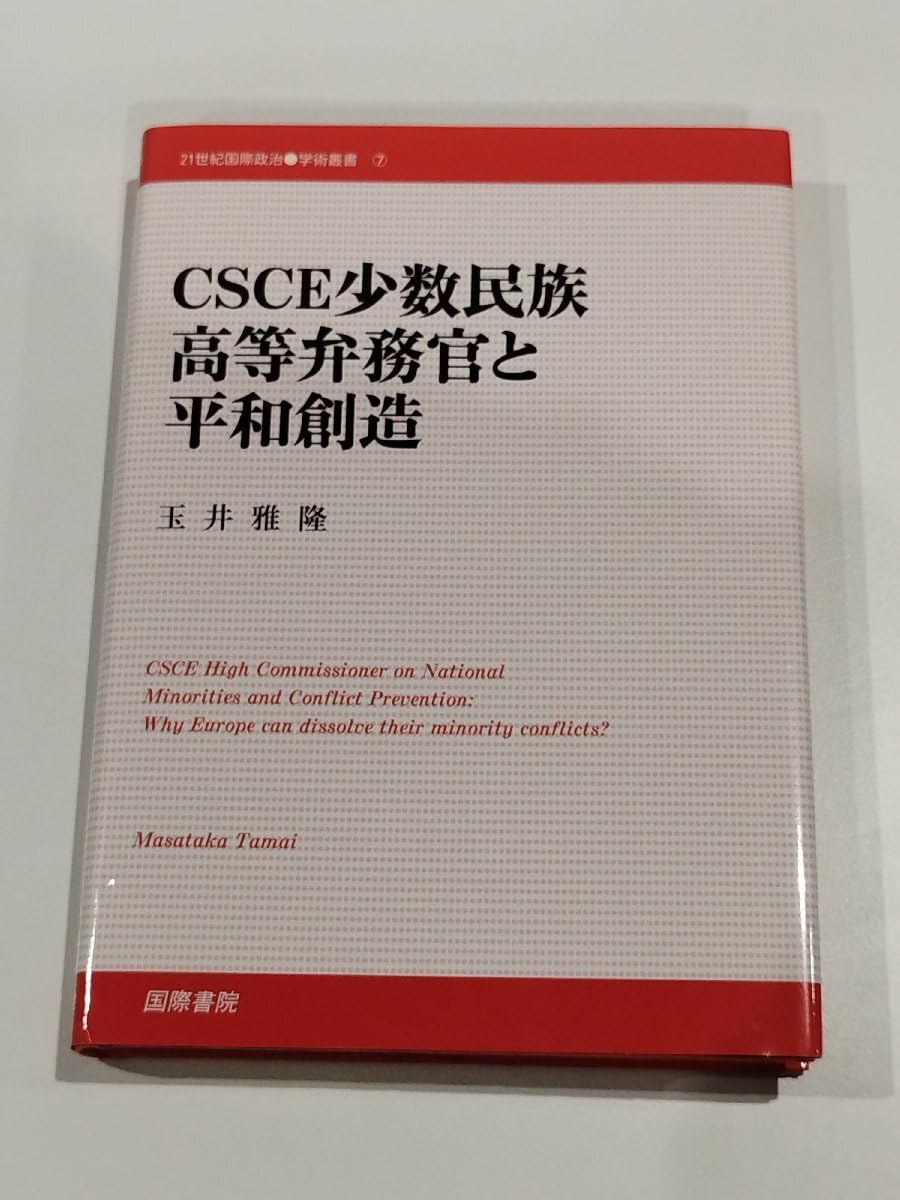 21世紀国際政治●学術叢書 ⑦
CSCE少数民族
高等弁務官と
平和創造
玉井雅隆
CSCE High Commissioner on National
Minorities and Conflict Prevention:
Why Europe can dissolve their minority conflicts?
Masataka Tamai
国際書院